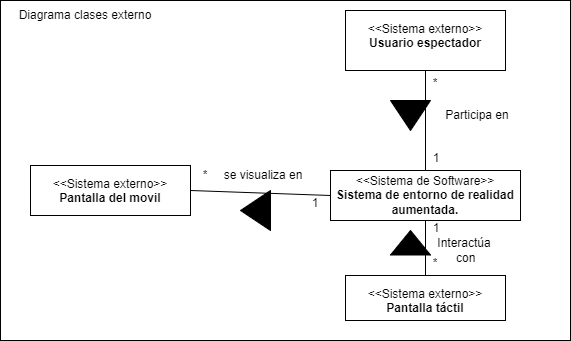 Diagrama clases externo
<<Sistema externo>>
Usuario espectador
*
Participa en
1
<<Sistema externo>>
Pantalla del movil
*
se visualiza en
1
<<Sistema de Software>>
Sistema de entorno de realidad
aumentada.
1
Interactúa
con
*
<<Sistema externo>>
Pantalla táctil